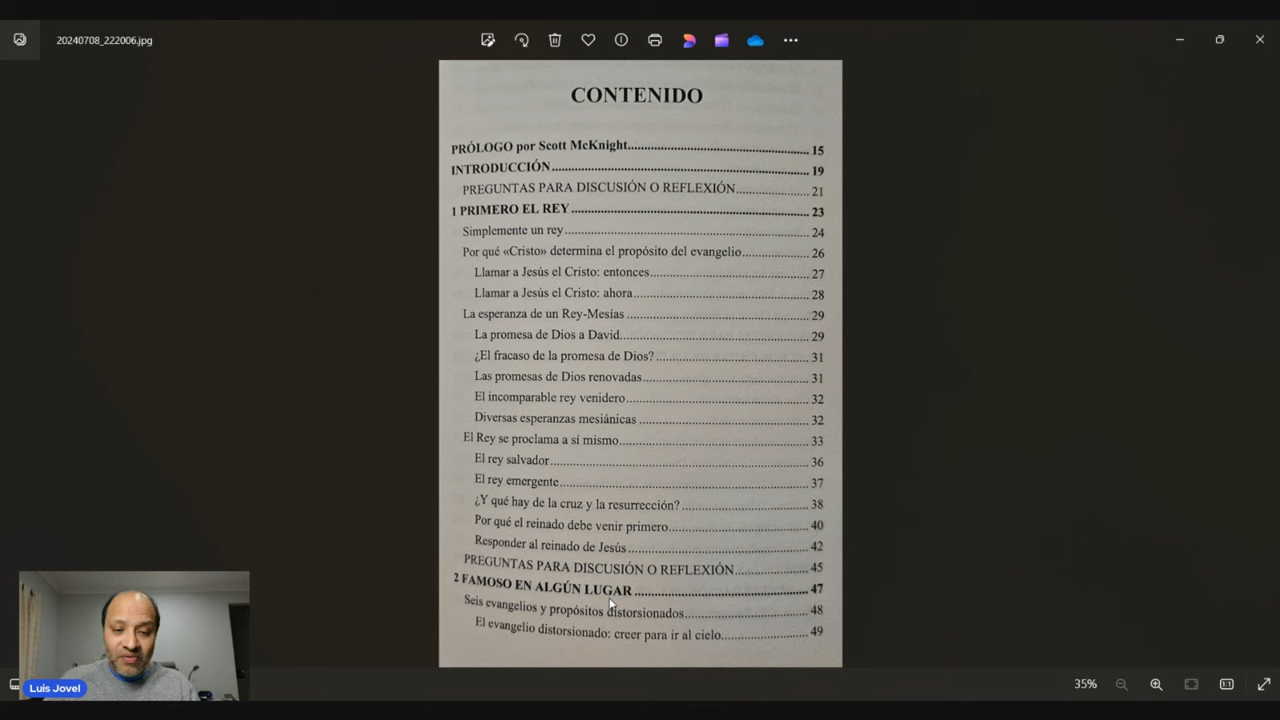 20240708_222006.jpg
CONTENIDO
PRÓLOGO por Scott McKnight 15
INTRODUCCIÓN 19
PREGUNTAS PARA DISCUSIÓN O REFLEXIÓN 21
1 PRIMERO EL REY 23
Simplemente un rey 24
Por qué «Cristo» determina el propósito del evangelio 26
Llamar a Jesús el Cristo: entonces 27
Llamar a Jesús el Cristo: ahora 28
La esperanza de un Rey-Mesías 29
La promesa de Dios a David 29
¿El fracaso de la promesa de Dios? 31
Las promesas de Dios renovadas 31
El incomparable rey venidero 32
Diversas esperanzas mesiánicas 32
El Rey se proclama a sí mismo 33
El rey salvador 36
El rey emergente 37
¿Y qué hay de la cruz y la resurrección? 38
Por qué el reinado debe venir primero 40
Responder al reinado de Jesús 42
PREGUNTAS PARA DISCUSIÓN O REFLEXIÓN 45
2 FAMOSO EN ALGÚN LUGAR 47
Seis evangelios y propósitos distorsionados 48
El evangelio distorsionado: creer para ir al cielo 49
Luis Jovel
35%
1:1